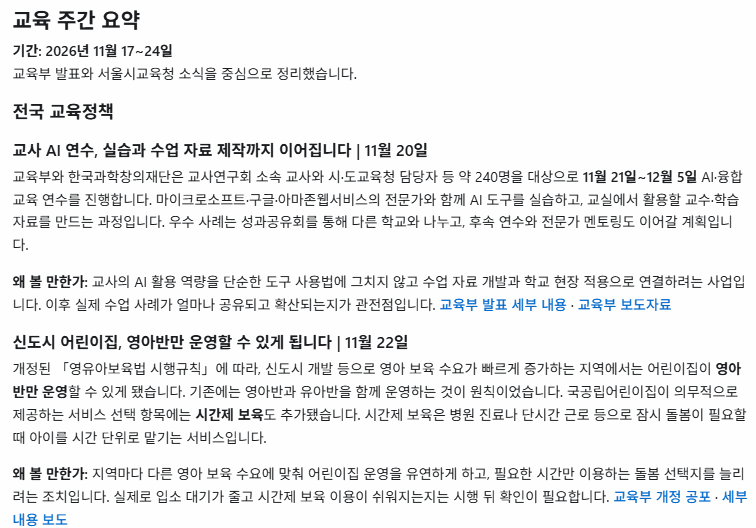 교육 주간 요약
기간: 2026년 11월 17~24일
교육부 발표와 서울시교육청 소식을 중심으로 정리했습니다.
전국 교육정책
교사 AI 연수, 실습과 수업 자료 제작까지 이어집니다 | 11월 20일
교육부와 한국과학창의재단은 교사연구회 소속 교사와 시·도교육청 담당자 등 약 240명을 대상으로 11월 21일~12월 5일 AI·융합
교육 연수를 진행합니다. 마이크로소프트·구글·아마존웹서비스의 전문가와 함께 AI 도구를 실습하고, 교실에서 활용할 교수·학습
자료를 만드는 과정입니다. 우수 사례는 성과공유회를 통해 다른 학교와 나누고, 후속 연수와 전문가 멘토링도 이어갈 계획입니
다.
왜 볼 만한가: 교사의 AI 활용 역량을 단순한 도구 사용법에 그치지 않고 수업 자료 개발과 학교 현장 적용으로 연결하려는 사업입
니다. 이후 실제 수업 사례가 얼마나 공유되고 확산되는지가 관전점입니다. 교육부 발표 세부 내용 · 교육부 보도자료
신도시 어린이집, 영아반만 운영할 수 있게 됩니다 | 11월 22일
개정된 「영유아보육법 시행규칙」에 따라, 신도시 개발 등으로 영아 보육 수요가 빠르게 증가하는 지역에서는 어린이집이 영아
반만 운영할 수 있게 됐습니다. 기존에는 영아반과 유아반을 함께 운영하는 것이 원칙이었습니다. 국공립어린이집이 의무적으로
제공하는 서비스 선택 항목에는 시간제 보육도 추가됐습니다. 시간제 보육은 병원 진료나 단시간 근로 등으로 잠시 돌봄이 필요할
때 아이를 시간 단위로 맡기는 서비스입니다.
왜 볼 만한가: 지역마다 다른 영아 보육 수요에 맞춰 어린이집 운영을 유연하게 하고, 필요한 시간만 이용하는 돌봄 선택지를 늘리
려는 조치입니다. 실제로 입소 대기가 줄고 시간제 보육 이용이 쉬워지는지는 시행 뒤 확인이 필요합니다. 교육부 개정 공포 · 세부
내용 보도